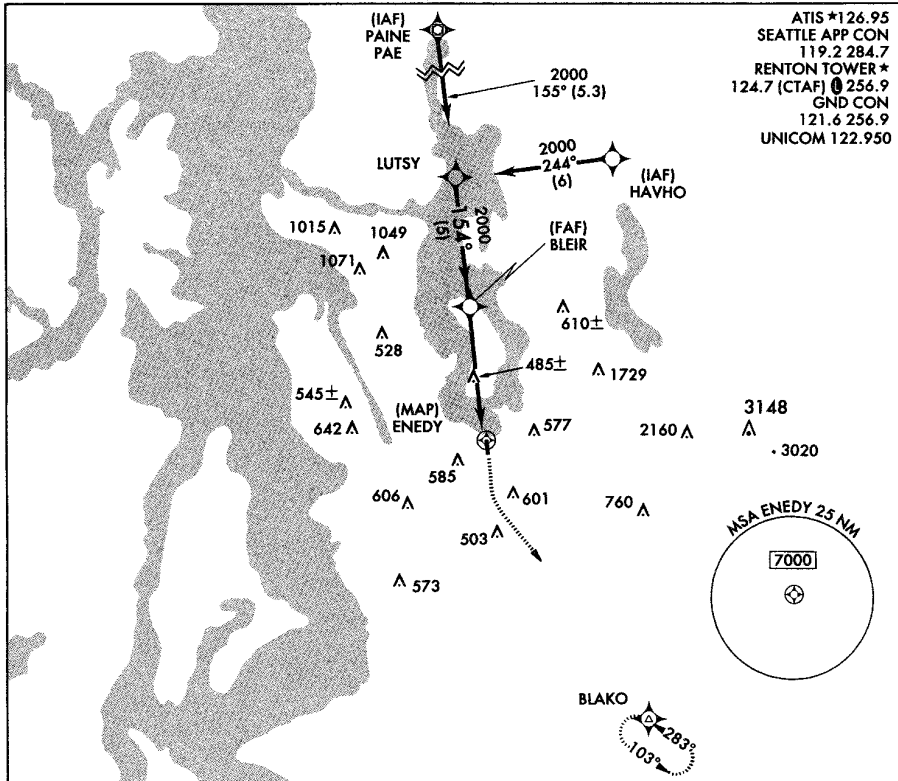 (IAF)
PAINE
PAE
2000
155° (5.3)
ATIS ★126.95
SEATTLE APP CON
119.2 284.7
RENTON TOWER★
124.7 (CTAF) Ⓛ 256.9
GND CON
121.6 256.9
UNICOM 122.950
LUTSY
2000
244°
(6)
(IAF)
HAVHO
2000
154°
(5)
(FAF)
BLEIR
1015
1049
1071
528
610±
485±
1729
545±
642
(MAP)
ENEDY
577
2160
3148
3020
585
606
601
760
503
573
MSA ENEDY 25 NM
7000
BLAKO
283°
103°